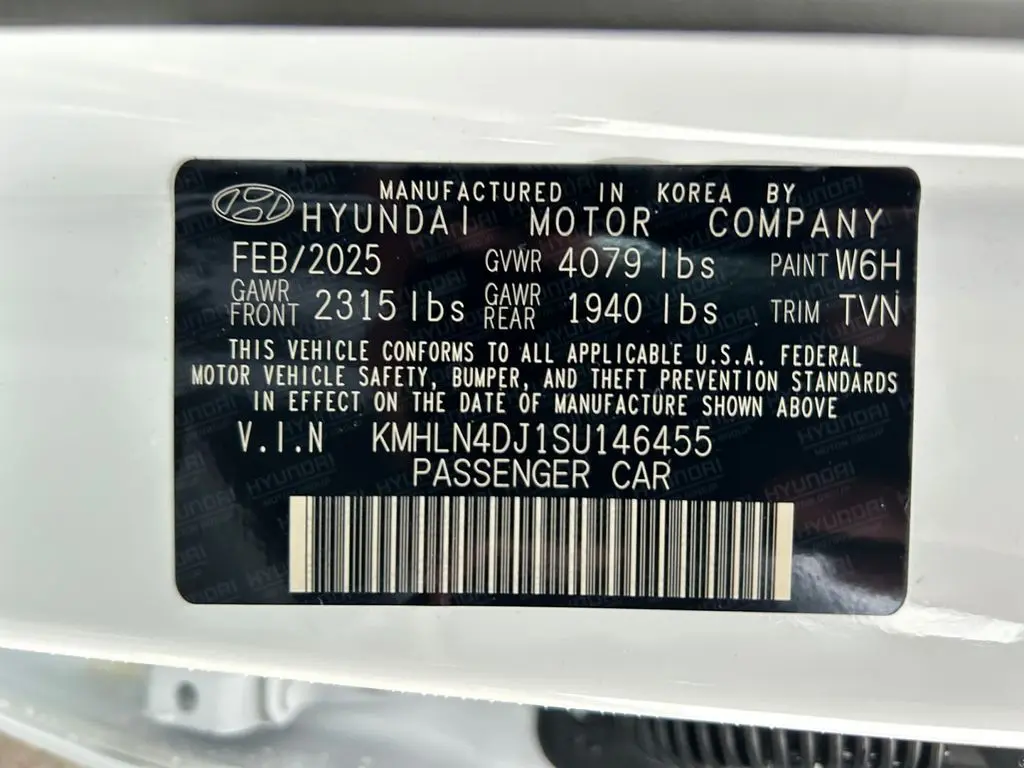 MANUFACTURED IN KOREA BY
HYUNDAI MOTOR COMPANY
FEB/2025 GVWR 4079 lbs PAINT W6H
GAWR FRONT 2315 lbs GAWR REAR 1940 lbs TRIM TVN
THIS VEHICLE CONFORMS TO ALL APPLICABLE U.S.A. FEDERAL
MOTOR VEHICLE SAFETY, BUMPER, AND THEFT PREVENTION STANDARDS
IN EFFECT ON THE DATE OF MANUFACTURE SHOWN ABOVE
V.I.N KMHLN4DJ1SU146455
PASSENGER CAR